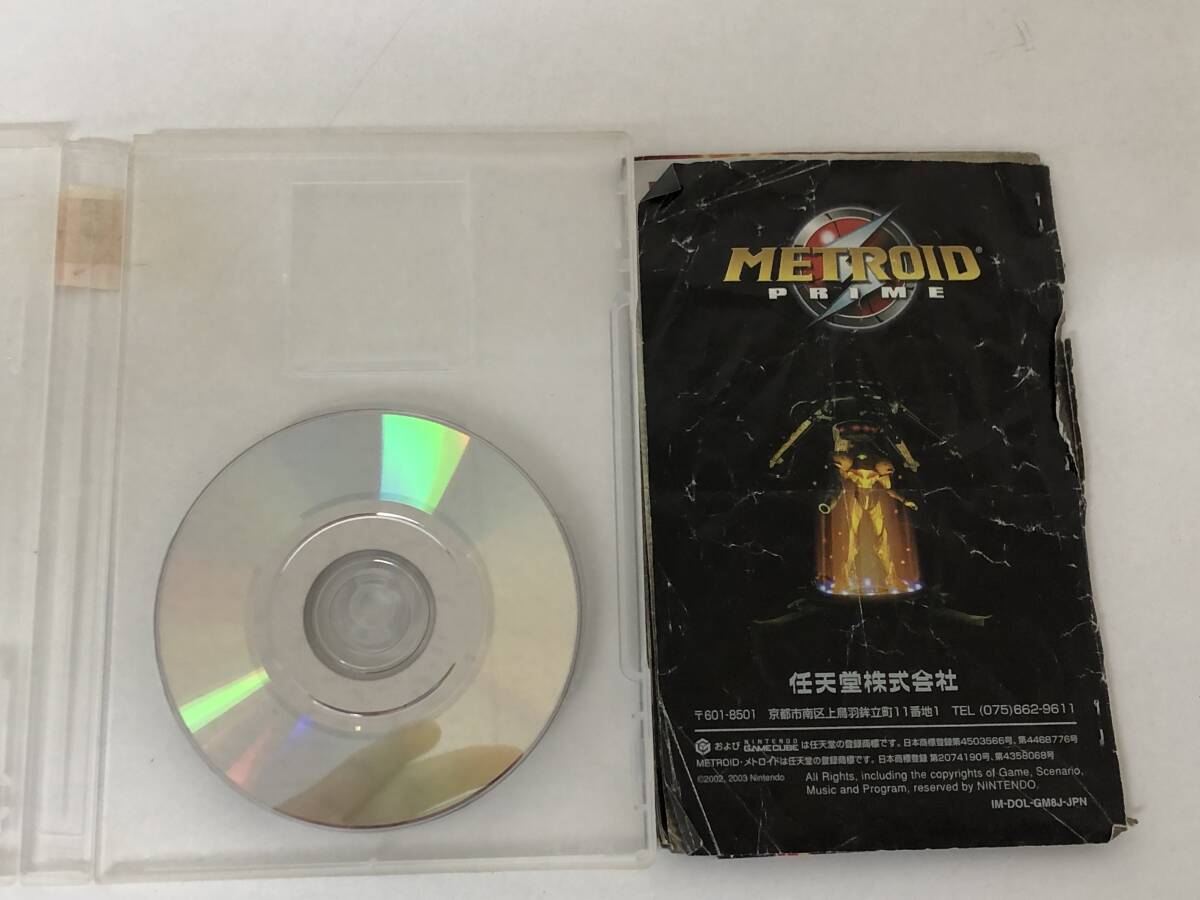 METROID®
PRIME
任天堂株式会社
〒601-8501 京都市南区上鳥羽鉾立町11番地1 TEL (075)662-9611
および NINTENDO GAMECUBE は任天堂の登録商標です。日本商標登録第4503566号、第4468776号
METROID・メトロイドは任天堂の登録商標です。日本商標登録 第2074190号、第4358068号
©2002, 2003 Nintendo All Rights, including the copyrights of Game, Scenario,
Music and Program, reserved by NINTENDO.
IM-DOL-GM8J-JPN